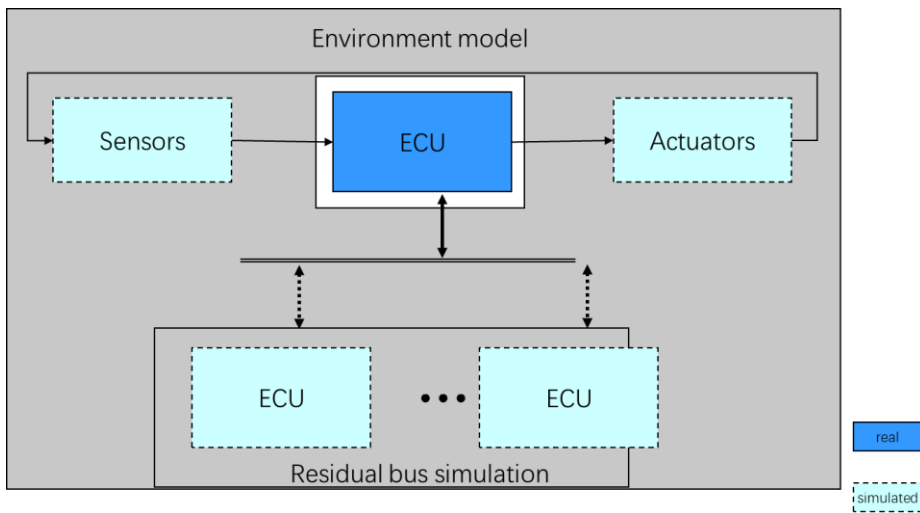 Environment model
Sensors
ECU
Actuators
ECU
•••
ECU
Residual bus simulation
real
simulated